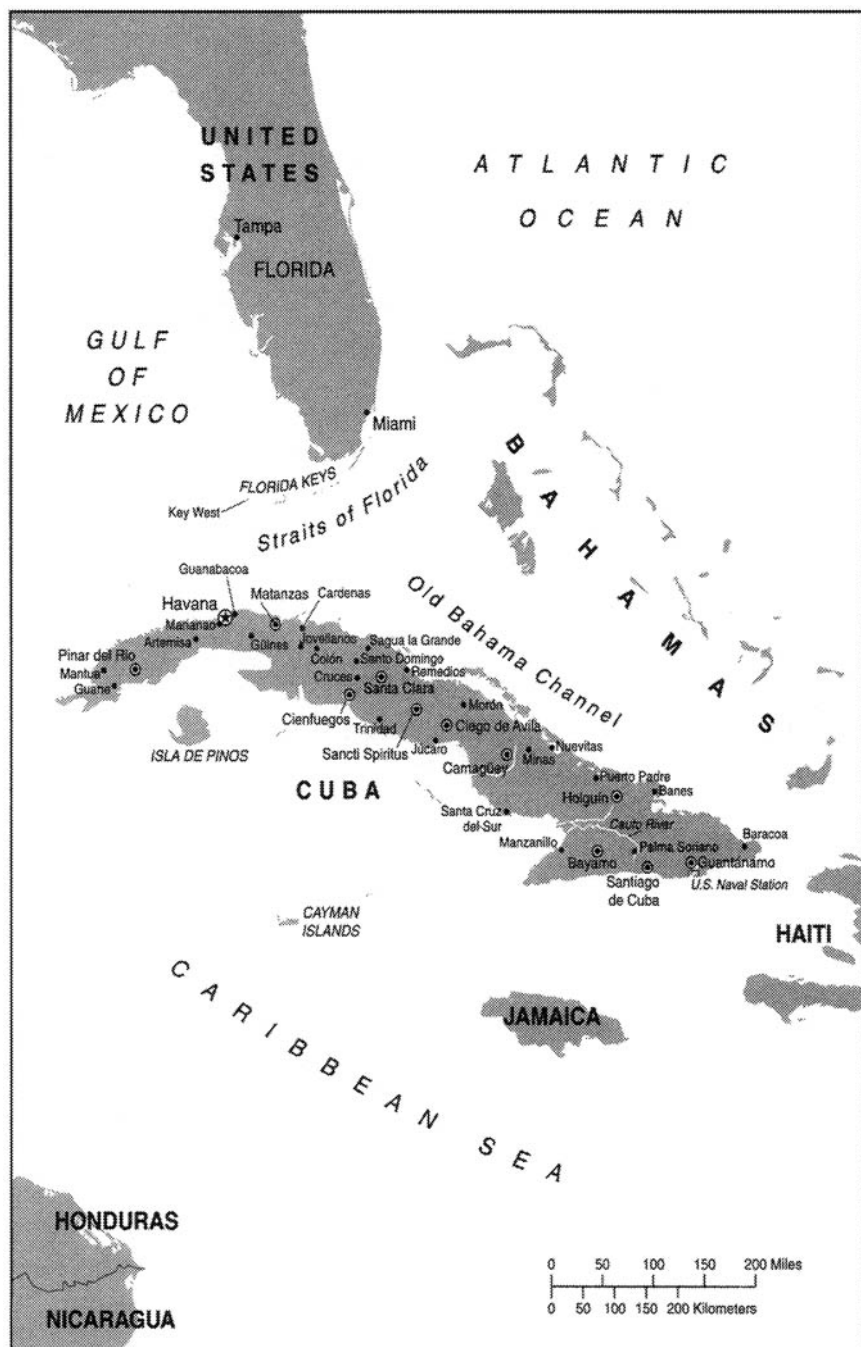 UNITED
STATES
ATLANTIC
OCEAN
Tampa
FLORIDA
GULF
OF
MEXICO
Miami
BAHAMAS
FLORIDA KEYS
Key West
Straits of Florida
Guanabacoa
Old Bahama Channel
Havana
Matanzas
Cardenas
Marianao
Artemisa
Güines
Jovellanos
Sagua la Grande
Colón
Santo Domingo
Pinar del Rio
Mantua
Cruces
Remedios
Guane
Santa Clara
Cienfuegos
Morón
Trinidad
Ciego de Avila
ISLA DE PINOS
Sancti Spiritus
Júcaro
Nuevitas
Camagüey
Minas
CUBA
Puerto Padre
Holguín
Banes
Santa Cruz
del-Sur
Cauto River
Manzanillo
Palma Soriano
Baracoa
Bayamo
Guantánamo
Santiago
de Cuba
U.S. Naval Station
CAYMAN
ISLANDS
HAITI
JAMAICA
CARIBBEAN SEA
HONDURAS
NICARAGUA
0 50 100 150 200 Miles
0 50 100 150 200 Kilometers